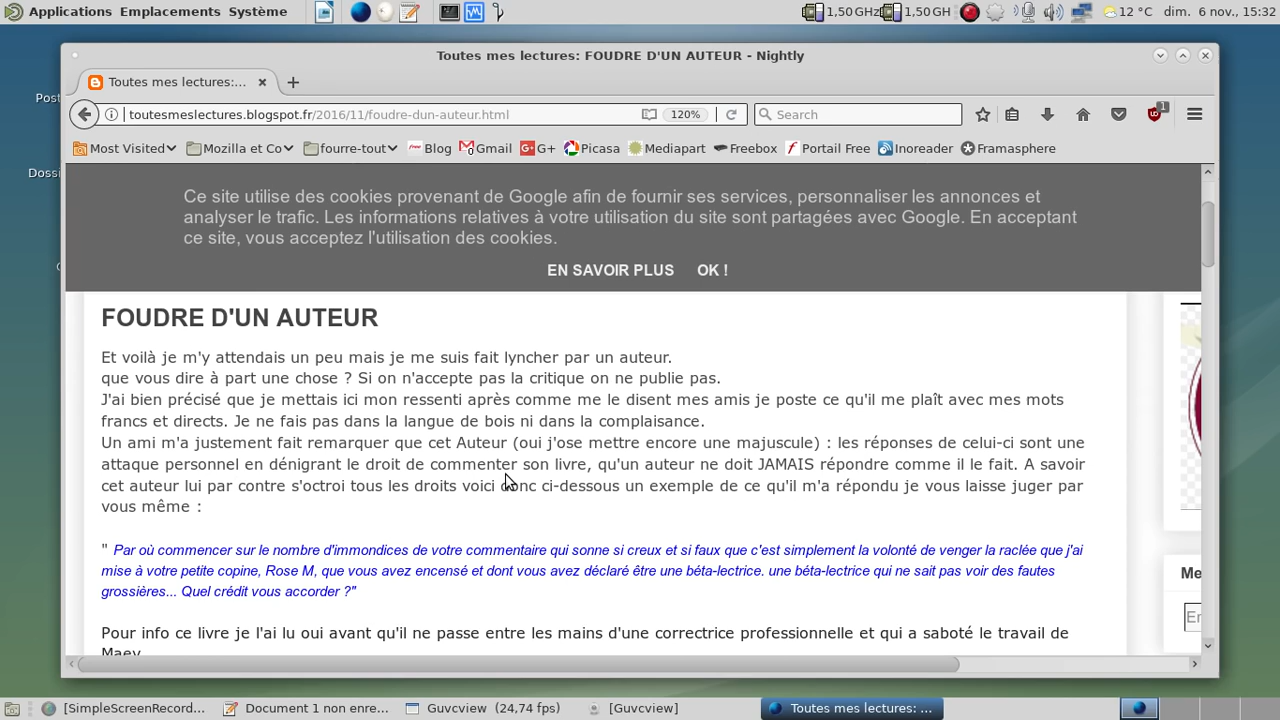 Applications Emplacements Système
1,50 GHz
1,50 GH
12 °C
dim. 6 nov., 15:32
Toutes mes lectures: FOUDRE D'UN AUTEUR - Nightly
Toutes mes lectures:...
toutesmeslectures.blogspot.fr/2016/11/foudre-dun-auteur.html
120%
Search
1
Most Visited
Mozilla et Co
fourre-tout
Blog
Gmail
G+
Picasa
Mediapart
Freebox
Portail Free
Inoreader
Framasphere
Post
Dossi
Ce site utilise des cookies provenant de Google afin de fournir ses services, personnaliser les annonces et
analyser le trafic. Les informations relatives à votre utilisation du site sont partagées avec Google. En acceptant
ce site, vous acceptez l'utilisation des cookies.
EN SAVOIR PLUS OK !
FOUDRE D'UN AUTEUR
Et voilà je m'y attendais un peu mais je me suis fait lyncher par un auteur.
que vous dire à part une chose ? Si on n'accepte pas la critique on ne publie pas.
J'ai bien précisé que je mettais ici mon ressenti après comme me le disent mes amis je poste ce qu'il me plaît avec mes mots
francs et directs. Je ne fais pas dans la langue de bois ni dans la complaisance.
Un ami m'a justement fait remarquer que cet Auteur (oui j'ose mettre encore une majuscule) : les réponses de celui-ci sont une
attaque personnel en dénigrant le droit de commenter son livre, qu'un auteur ne doit JAMAIS répondre comme il le fait. A savoir
cet auteur lui par contre s'octroi tous les droits voici donc ci-dessous un exemple de ce qu'il m'a répondu je vous laisse juger par
vous même :
" Par où commencer sur le nombre d'immondices de votre commentaire qui sonne si creux et si faux que c'est simplement la volonté de venger la raclée que j'ai
mise à votre petite copine, Rose M, que vous avez encensé et dont vous avez déclaré être une béta-lectrice. une béta-lectrice qui ne sait pas voir des fautes
grossières... Quel crédit vous accorder ?"
Pour info ce livre je l'ai lu oui avant qu'il ne passe entre les mains d'une correctrice professionnelle et qui a saboté le travail de
Maey
Me
En
[SimpleScreenRecord...
Document 1 non enre...
Guvcview (24,74 fps)
[Guvcview]
Toutes mes lectures: ...